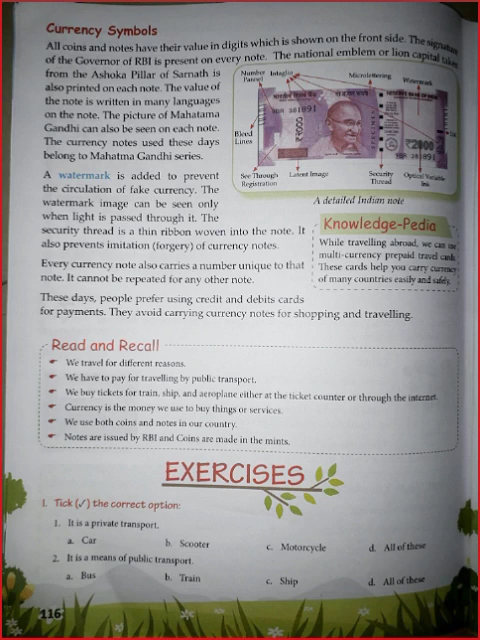 Currency Symbols
All coins and notes have their value in digits which is shown on the front side. The signature
of the Governor of RBI is present on every note. The national emblem or lion capital taken
from the Ashoka Pillar of Sarnath is
also printed on each note. The value of
the note is written in many languages
on the note. The picture of Mahatama
Gandhi can also be seen on each note.
The currency notes used these days
belong to Mahatma Gandhi series.
Number Pannel
Intaglio
Microlettering
Watermark
Bleed Lines
See Through Registration
Latent Image
Security Thread
Optical Variable Ink
₹2000
381891
A detailed Indian note
A watermark is added to prevent
the circulation of fake currency. The
watermark image can be seen only
when light is passed through it. The
security thread is a thin ribbon woven into the note. It
also prevents imitation (forgery) of currency notes.
Every currency note also carries a number unique to that
note. It cannot be repeated for any other note.
These days, people prefer using credit and debits cards
for payments. They avoid carrying currency notes for shopping and travelling.
Knowledge-Pedia
While travelling abroad, we can use
multi-currency prepaid travel cards.
These cards help you carry currency
of many countries easily and safely.
Read and Recall
We travel for different reasons.
We have to pay for travelling by public transport.
We buy tickets for train, ship, and aeroplane either at the ticket counter or through the internet.
Currency is the money we use to buy things or services.
We use both coins and notes in our country.
Notes are issued by RBI and Coins are made in the mints.
EXERCISES
I. Tick (✓) the correct option:
1. It is a private transport.
a. Car b. Scooter c. Motorcycle d. All of these
2. It is a means of public transport.
a. Bus b. Train c. Ship d. All of these
116